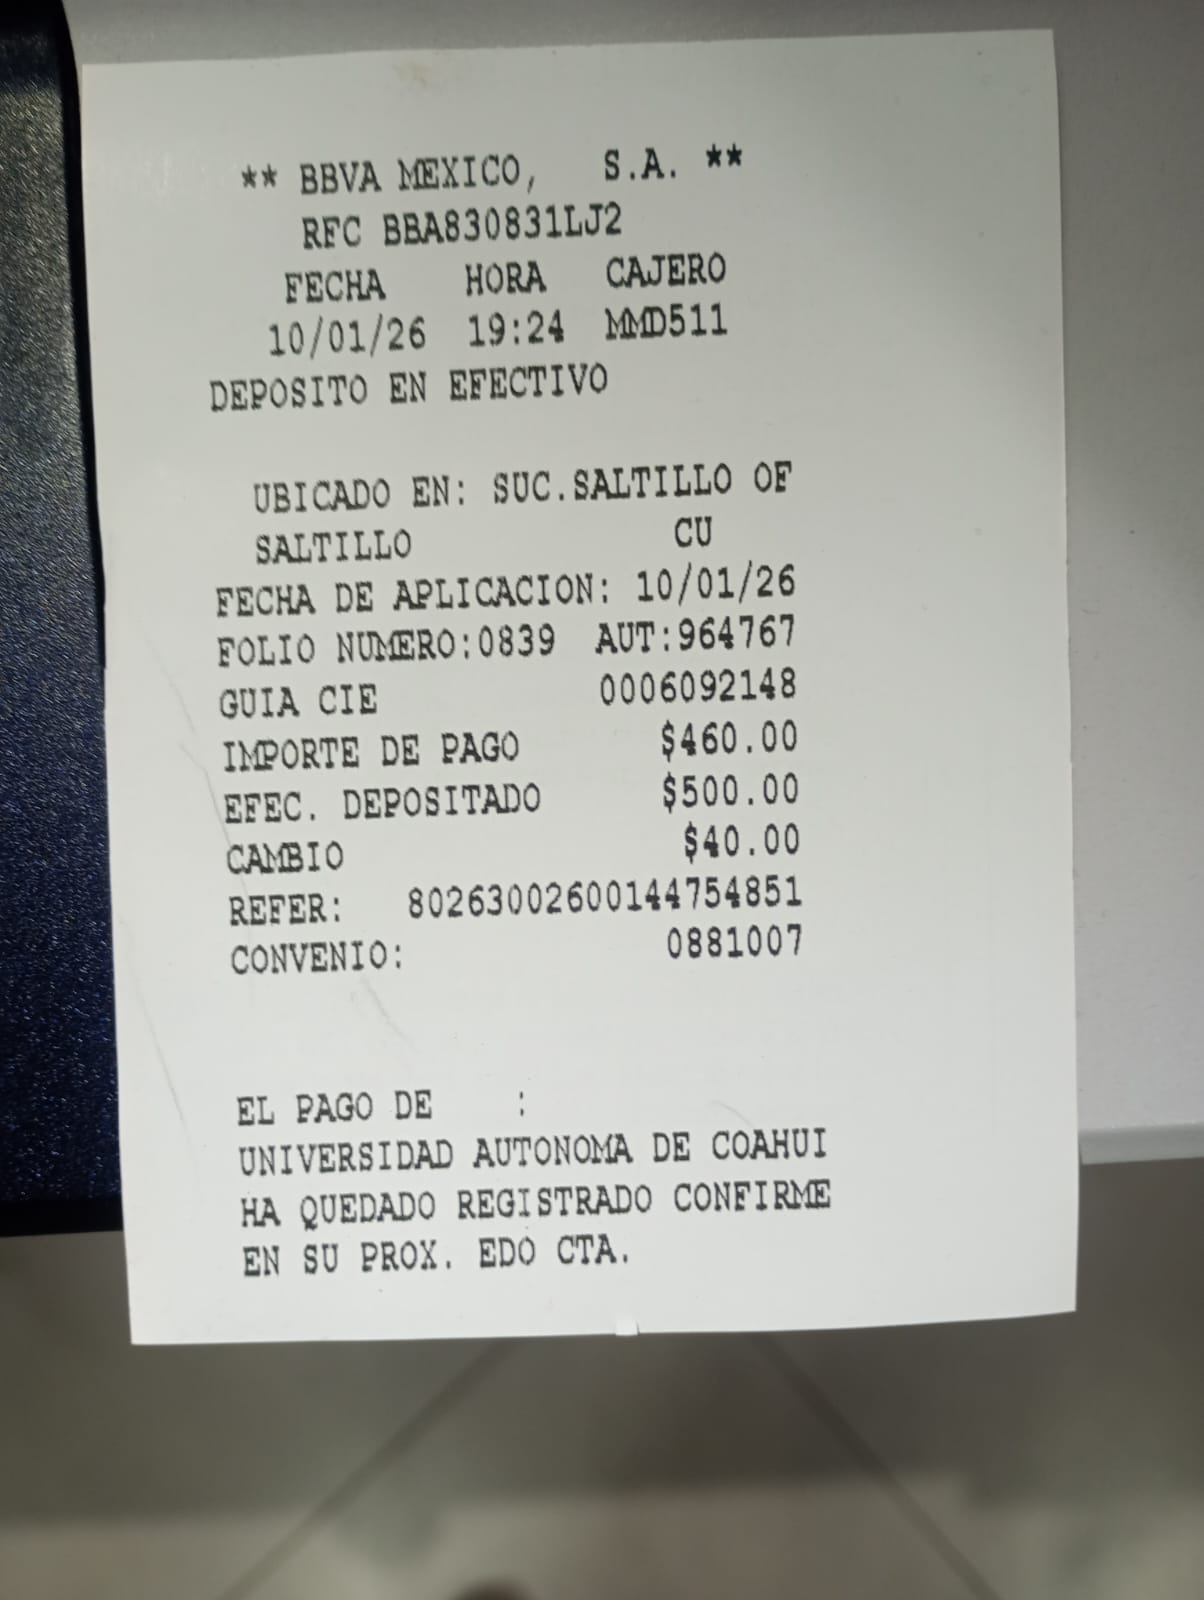 ** BBVA MEXICO, S.A. **
RFC BBA830831LJ2
FECHA HORA CAJERO
10/01/26 19:24 MMD511
DEPOSITO EN EFECTIVO
UBICADO EN: SUC.SALTILLO OF
SALTILLO CU
FECHA DE APLICACION: 10/01/26
FOLIO NUMERO:0839 AUT:964767
GUIA CIE 0006092148
IMPORTE DE PAGO $460.00
EFEC. DEPOSITADO $500.00
CAMBIO $40.00
REFER: 80263002600144754851
CONVENIO: 0881007
EL PAGO DE :
UNIVERSIDAD AUTONOMA DE COAHUI
HA QUEDADO REGISTRADO CONFIRME
EN SU PROX. EDO CTA.